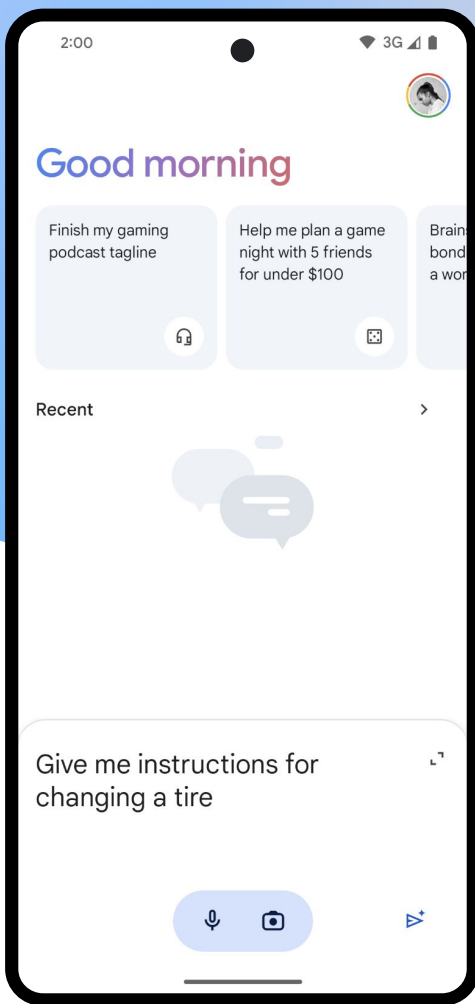 2:00 3G
Good morning
Finish my gaming
podcast tagline
Help me plan a game
night with 5 friends
for under $100
bond
Recent
Give me instructions for
changing a tire